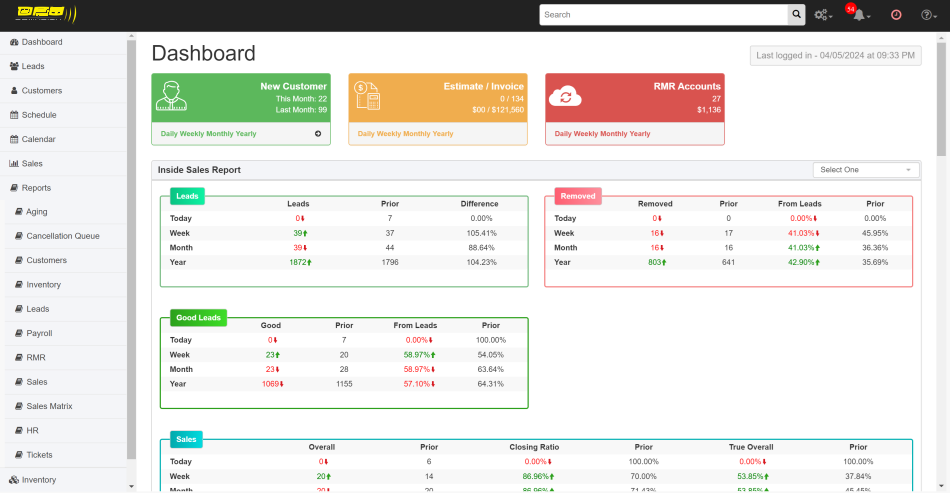 Search
54
Dashboard
Leads
Customers
Schedule
Calendar
Sales
Reports
Aging
Cancellation Queue
Customers
Inventory
Leads
Payroll
RMR
Sales
Sales Matrix
HR
Tickets
Inventory
Dashboard
Last logged in - 04/05/2024 at 09:33 PM
New Customer
This Month: 22
Last Month: 99
Daily Weekly Monthly Yearly
Estimate / Invoice
0 / 134
$00 / $121,560
Daily Weekly Monthly Yearly
RMR Accounts
27
$1,136
Daily Weekly Monthly Yearly
Inside Sales Report
Select One
Leads
Leads Prior Difference
Today 0 7 0.00%
Week 39 37 105.41%
Month 39 44 88.64%
Year 1872 1796 104.23%
Removed
Removed Prior From Leads Prior
Today 0 0 0.00% 0.00%
Week 16 17 41.03% 45.95%
Month 16 16 41.03% 36.36%
Year 803 641 42.90% 35.69%
Good Leads
Good Prior From Leads Prior
Today 0 7 0.00% 100.00%
Week 23 20 58.97% 54.05%
Month 23 28 58.97% 63.64%
Year 1069 1155 57.10% 64.31%
Sales
Overall Prior Closing Ratio Prior True Overall Prior
Today 0 6 0.00% 100.00% 0.00% 100.00%
Week 20 14 86.96% 70.00% 53.85% 37.84%
Month 20 20 86.96% 71.43% 53.85% 45.45%